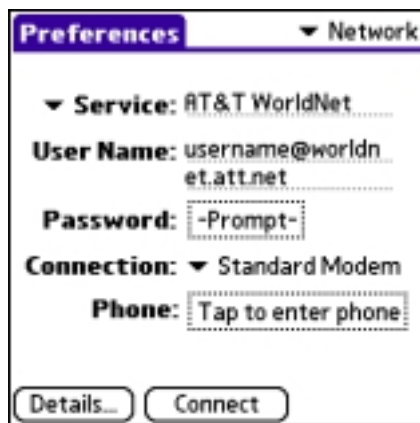 Preferences ▼ Network
▼ Service: AT&T WorldNet
User Name: username@worldn
et.att.net
Password: -Prompt-
Connection: ▼ Standard Modem
Phone: Tap to enter phone
Details... Connect